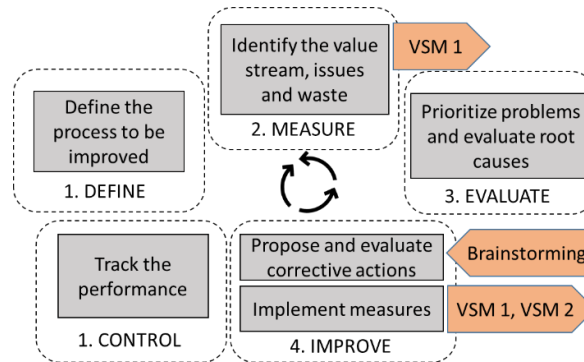 Define the
process to be
improved
1. DEFINE
Identify the value
stream, issues
and waste
2. MEASURE
VSM 1
Prioritize problems
and evaluate root
causes
3. EVALUATE
Propose and evaluate
corrective actions
Brainstorming
Implement measures
VSM 1, VSM 2
4. IMPROVE
Track the
performance
1. CONTROL